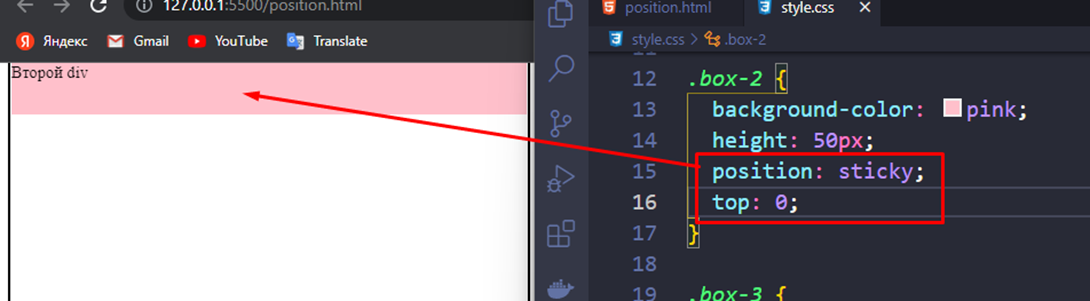 127.0.0.1:5500/position.html
Яндекс Gmail YouTube Translate
Второй div
position.html style.css
style.css > .box-2
12 .box-2 {
13 background-color: pink;
14 height: 50px;
15 position: sticky;
16 top: 0;
17 }
18
19 .box-3 {